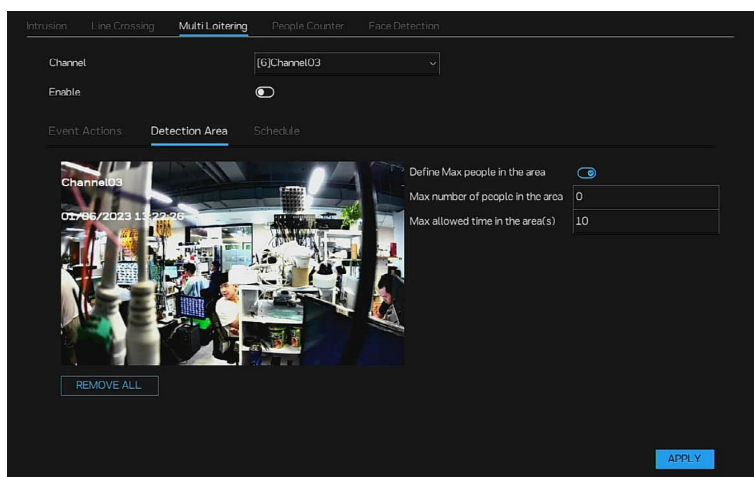 Intrusion Line Crossing Multi Loitering People Counter Face Detection
Channel [6]Channel03
Enable
Event Actions Detection Area Schedule
Define Max people in the area
Channel03
Max number of people in the area 0
01/06/2023 13:22:26
Max allowed time in the area(s) 10
REMOVE ALL
APPLY